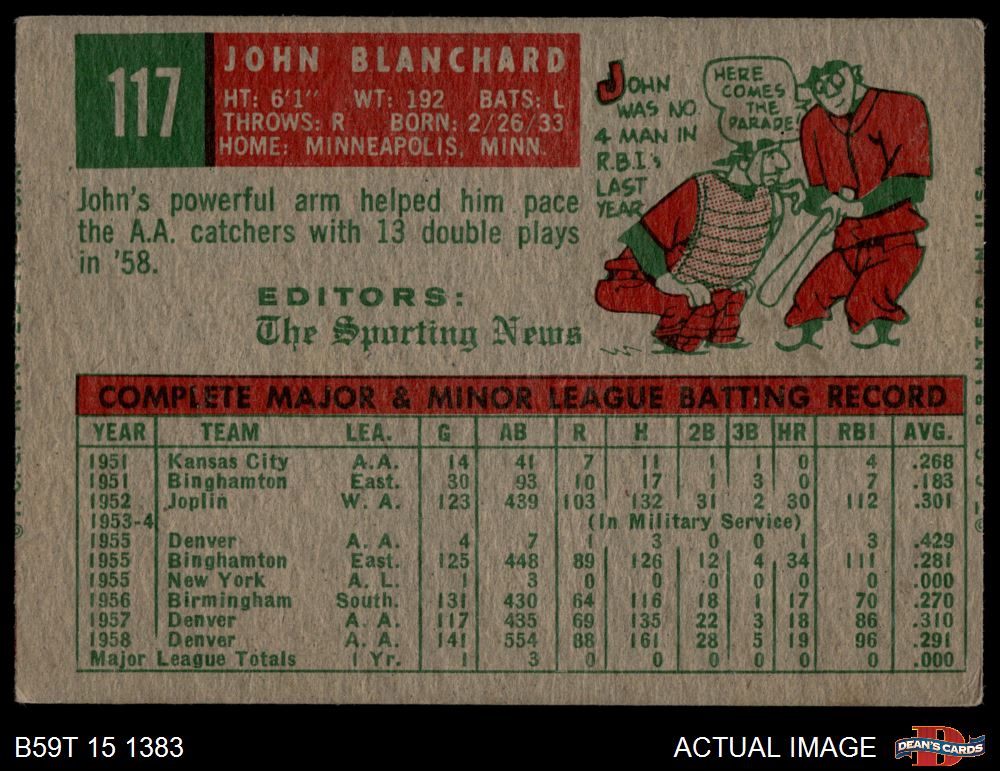 117
JOHN BLANCHARD
HT: 6'1" WT: 192 BATS: L
THROWS: R BORN: 2/26/33
HOME: MINNEAPOLIS, MINN.
John's powerful arm helped him pace
the A.A. catchers with 13 double plays
in '58.
EDITORS:
The Sporting News
JOHN
WAS NO.
4 MAN IN
R.B.I.s
LAST
YEAR
HERE
COMES
THE
PARADE!
COMPLETE MAJOR & MINOR LEAGUE BATTING RECORD
YEAR TEAM LEA. G AB R H 2B 3B HR RBI AVG.
1951 Kansas City A.A. 14 41 7 11 1 1 0 4 .268
1951 Binghamton East. 30 93 10 17 1 3 0 7 .183
1952 Joplin W. A. 123 439 103 132 31 2 30 112 .301
1953-4 (In Military Service)
1955 Denver A. A. 4 7 1 3 0 0 1 3 .429
1955 Binghamton East. 125 448 89 126 12 4 34 111 .281
1955 New York A. L. 1 3 0 0 0 0 0 0 .000
1956 Birmingham South. 131 430 64 116 18 1 17 70 .270
1957 Denver A. A. 117 435 69 135 22 3 18 86 .310
1958 Denver A. A. 141 554 88 161 28 5 19 96 .291
Major League Totals 1 Yr. 1 3 0 0 0 0 0 0 .000
©T.C.G. PRINTED IN U.S.A.
B59T 15 1383
ACTUAL IMAGE
DEAN'S CARDS